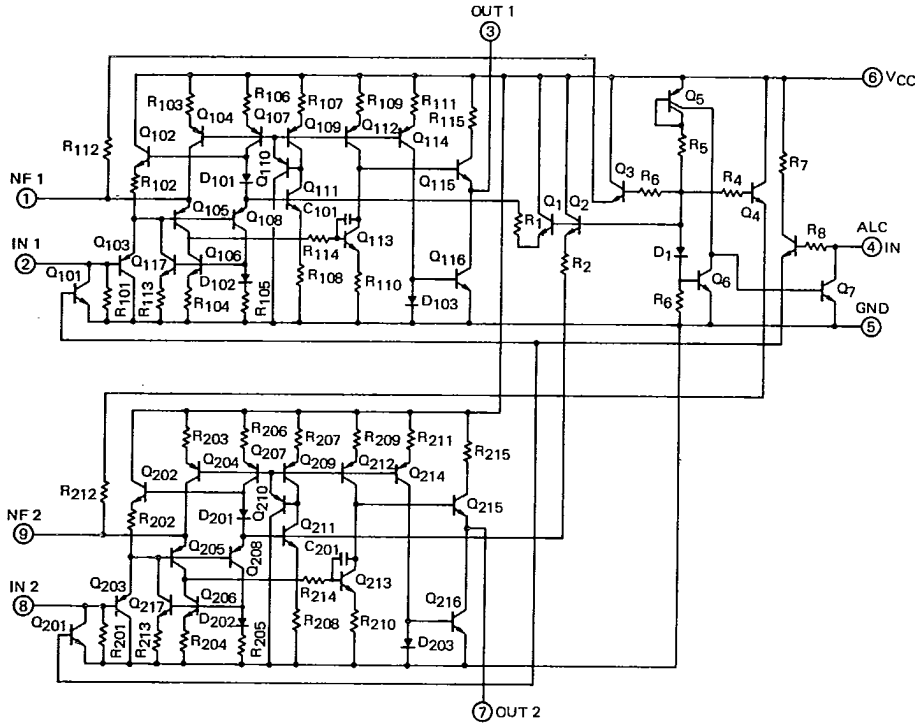 OUT 1
3
6 VCC
R103 Q104 R106 Q107 R107 Q109 R109 Q112 R111 R115 Q114
Q102 Q110 Q5
R112 R5 R7
D101 Q111 Q115 Q3 R6 R4
NF 1 R102 Q1 Q2 Q4
1
Q105 Q108 C101 R1 R8 ALC
4 IN
IN 1 Q103 Q106 R114 Q113 Q116 D1
2
Q101 Q117 D102 R108 R110 R2 Q6 Q7
R101 R113 R104 R105 D103 R6 GND
5
R203 Q204 R206 Q207 R207 Q209 R209 Q212 R211 Q214 R215
Q202 Q210
R212 D201 Q211 Q215
NF 2 R202
9
Q205 Q208 C201
IN 2 Q203 Q206 R214 Q213 Q216
8
Q201 Q217 D202 R208 R210
R201 R213 R204 R205 D203
7 OUT 2